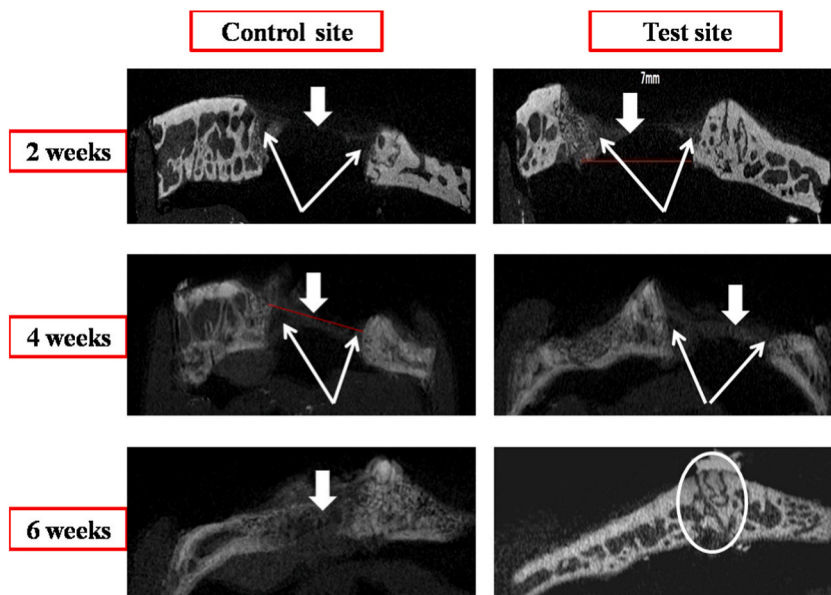 Control site
Test site
7mm
2 weeks
4 weeks
6 weeks